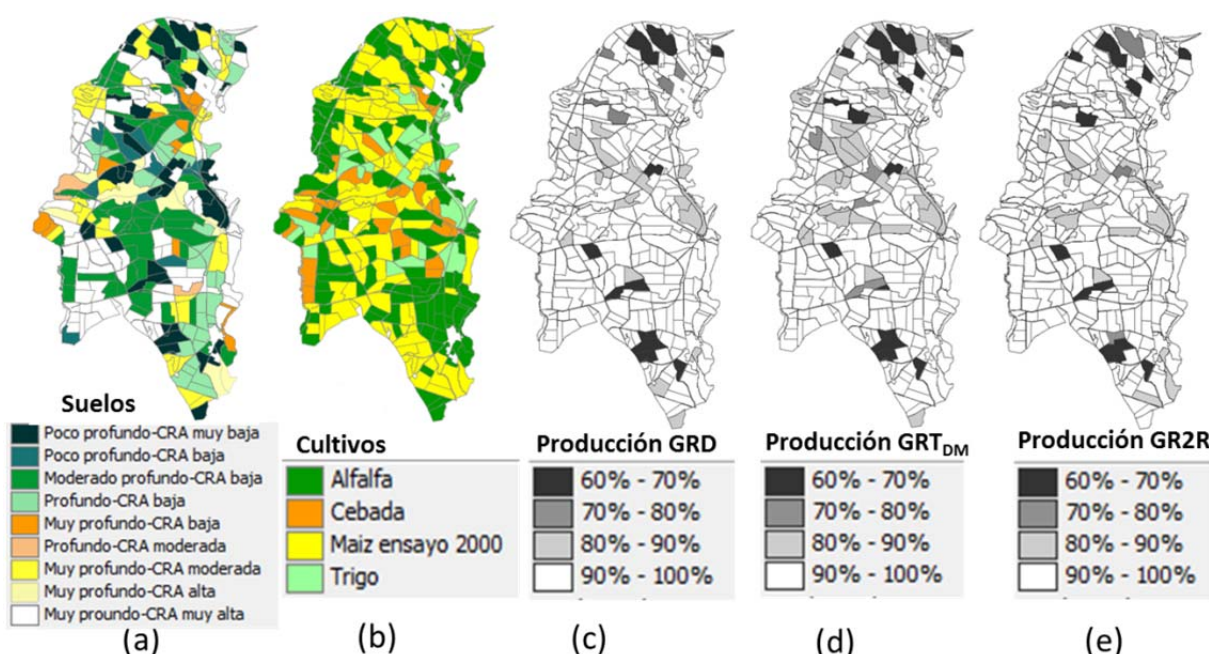 Suelos
Poco profundo-CRA muy baja
Poco profundo-CRA baja
Moderado profundo-CRA baja
Profundo-CRA baja
Muy profundo-CRA baja
Profundo-CRA moderada
Muy profundo-CRA moderada
Muy profundo-CRA alta
Muy proundo-CRA muy alta
(a)
Cultivos
Alfalfa
Cebada
Maiz ensayo 2000
Trigo
(b)
Producción GRD
60% - 70%
70% - 80%
80% - 90%
90% - 100%
(c)
Producción GRT_DM
60% - 70%
70% - 80%
80% - 90%
90% - 100%
(d)
Producción GR2R
60% - 70%
70% - 80%
80% - 90%
90% - 100%
(e)